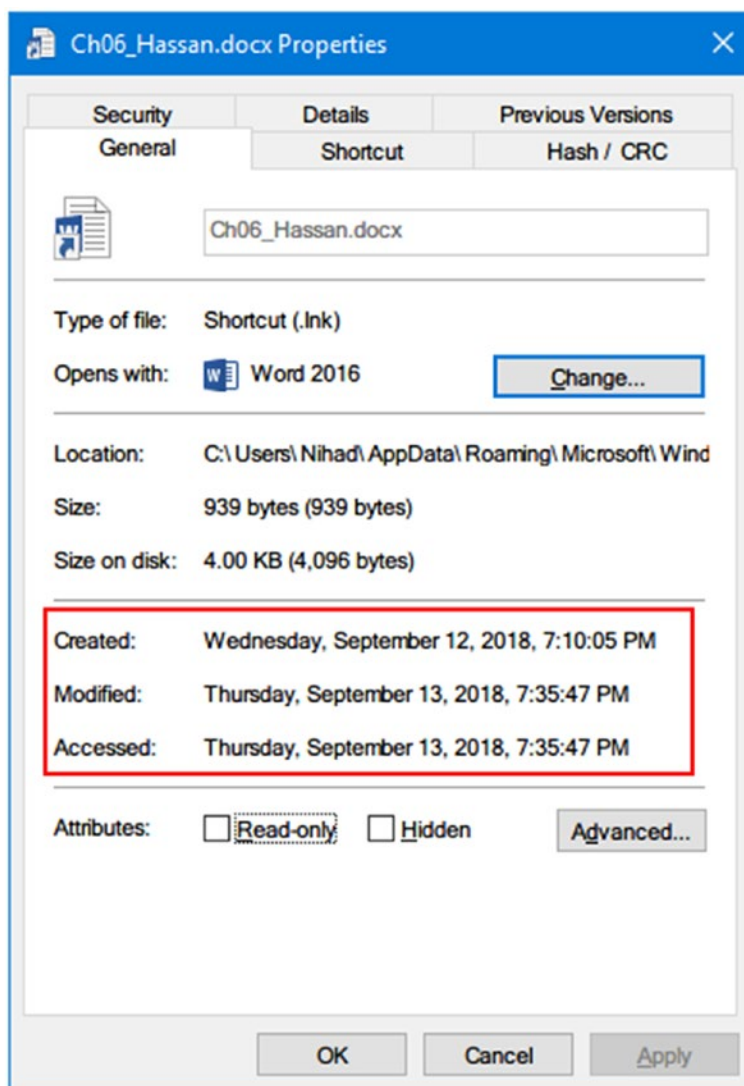 Ch06_Hassan.docx Properties
Security Details Previous Versions
General Shortcut Hash / CRC
Ch06_Hassan.docx
Type of file: Shortcut (.lnk)
Opens with: Word 2016 Change...
Location: C:\Users\Nihad\AppData\Roaming\Microsoft\Wind
Size: 939 bytes (939 bytes)
Size on disk: 4.00 KB (4,096 bytes)
Created: Wednesday, September 12, 2018, 7:10:05 PM
Modified: Thursday, September 13, 2018, 7:35:47 PM
Accessed: Thursday, September 13, 2018, 7:35:47 PM
Attributes: Read-only Hidden Advanced...
OK Cancel Apply